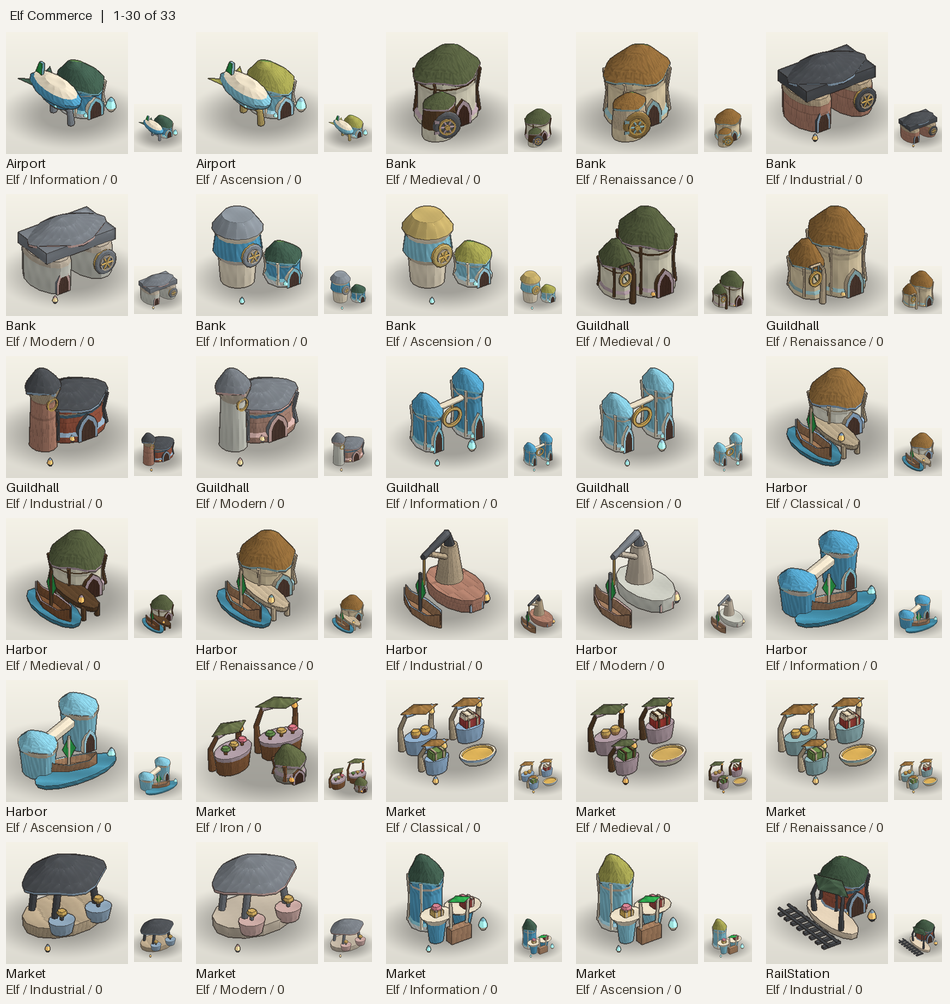 Elf Commerce | 1-30 of 33
Airport
Elf / Information / 0
Airport
Elf / Ascension / 0
Bank
Elf / Medieval / 0
Bank
Elf / Renaissance / 0
Bank
Elf / Industrial / 0
Bank
Elf / Modern / 0
Bank
Elf / Information / 0
Bank
Elf / Ascension / 0
Guildhall
Elf / Medieval / 0
Guildhall
Elf / Renaissance / 0
Guildhall
Elf / Industrial / 0
Guildhall
Elf / Modern / 0
Guildhall
Elf / Information / 0
Guildhall
Elf / Ascension / 0
Harbor
Elf / Classical / 0
Harbor
Elf / Medieval / 0
Harbor
Elf / Renaissance / 0
Harbor
Elf / Industrial / 0
Harbor
Elf / Modern / 0
Harbor
Elf / Information / 0
Harbor
Elf / Ascension / 0
Market
Elf / Iron / 0
Market
Elf / Classical / 0
Market
Elf / Medieval / 0
Market
Elf / Renaissance / 0
Market
Elf / Industrial / 0
Market
Elf / Modern / 0
Market
Elf / Information / 0
Market
Elf / Ascension / 0
RailStation
Elf / Industrial / 0